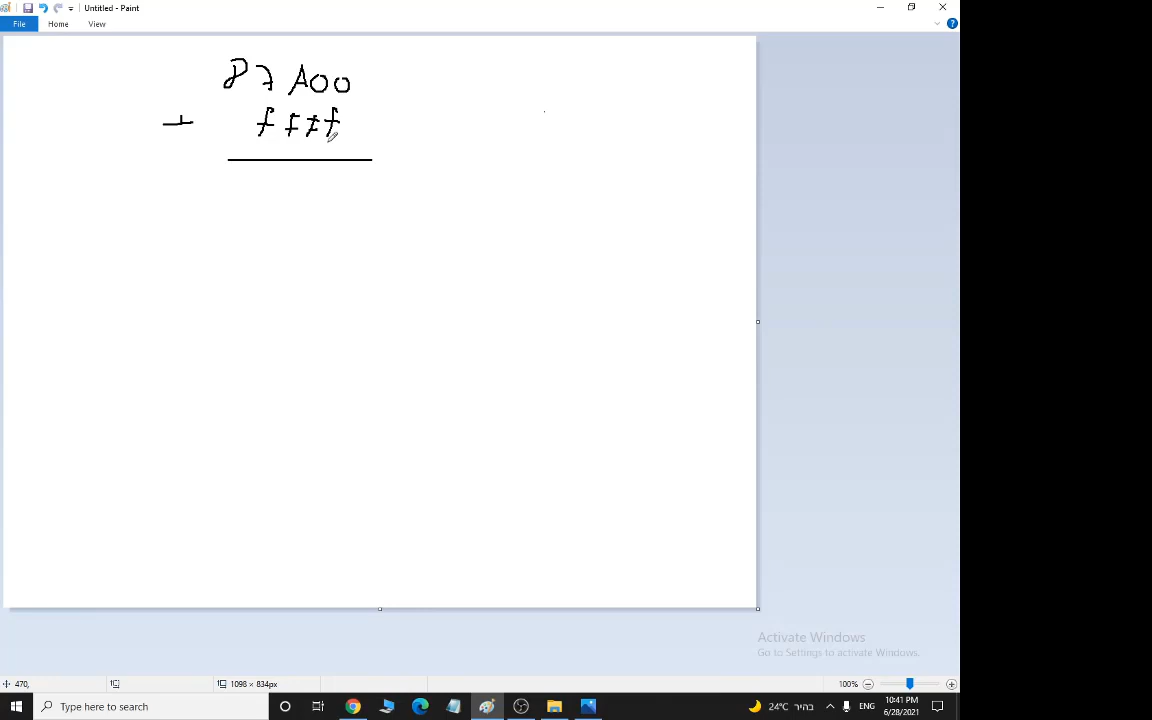 Untitled - Paint
File Home View
87A00
+ ffff
Activate Windows
Go to Settings to activate Windows.
470,
1098 × 834px
100%
Type here to search
24°C בהיר
ENG
10:41 PM
6/28/2021